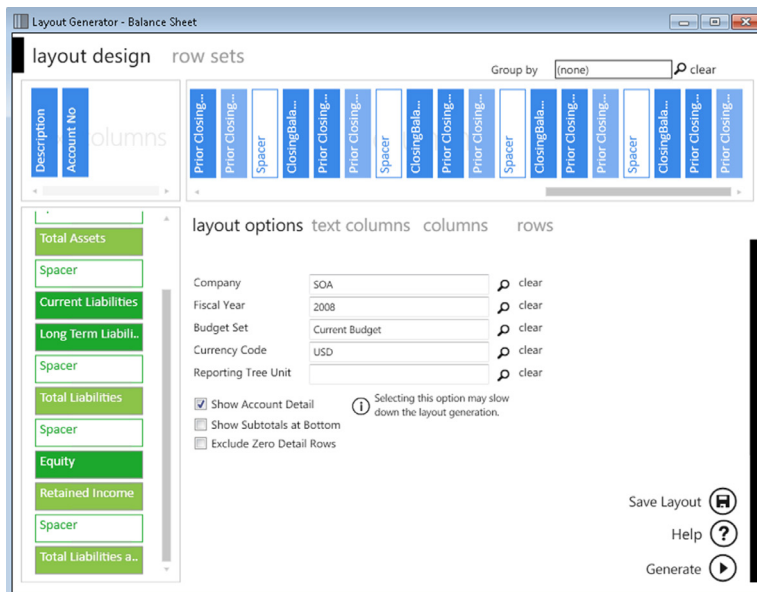 Layout Generator - Balance Sheet
layout design row sets
Group by (none) clear
Description
Account No
columns
Prior Closing...
Prior Closing...
Spacer
ClosingBala...
Prior Closing...
Prior Closing...
Spacer
ClosingBala...
Prior Closing...
Prior Closing...
Spacer
ClosingBala...
Prior Closing...
Prior Closing...
Spacer
ClosingBala...
Prior Closing...
Prior Closing...
Total Assets
Spacer
Current Liabilities
Long Term Liabili..
Spacer
Total Liabilities
Spacer
Equity
Retained Income
Spacer
Total Liabilities a..
layout options text columns columns rows
Company SOA clear
Fiscal Year 2008 clear
Budget Set Current Budget clear
Currency Code USD clear
Reporting Tree Unit clear
Show Account Detail
Selecting this option may slow
down the layout generation.
Show Subtotals at Bottom
Exclude Zero Detail Rows
Save Layout
Help ?
Generate